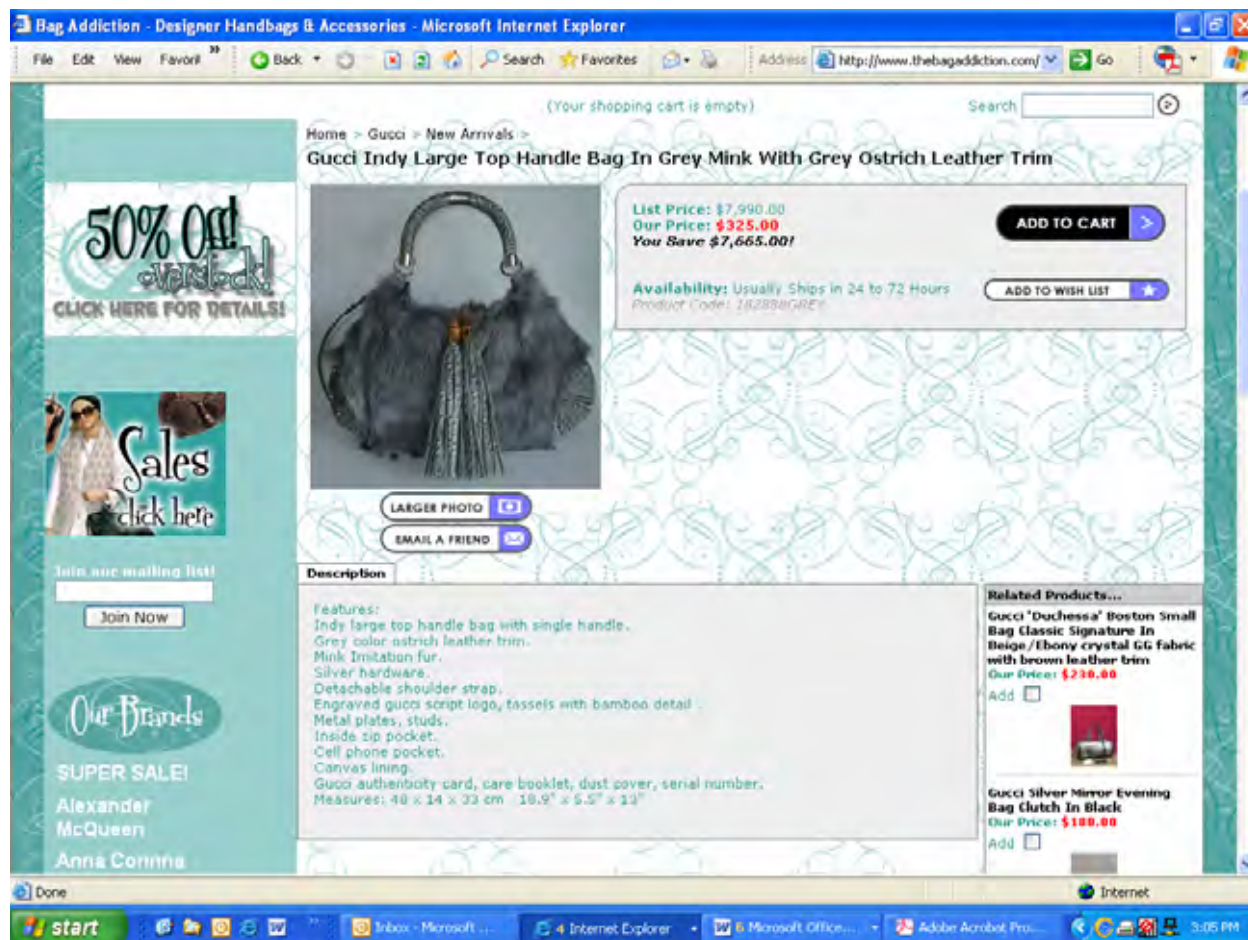 Bag Addiction - Designer Handbags & Accessories - Microsoft Internet Explorer
File Edit View Favorit » Back Search Favorites Address http://www.thebagaddiction.com/ Go
(Your shopping cart is empty) Search
Home > Gucci > New Arrivals >
Gucci Indy Large Top Handle Bag In Grey Mink With Grey Ostrich Leather Trim
50% Off!
overstock!
CLICK HERE FOR DETAILS!
Sales
click here
Join our mailing list!
Join Now
Our Brands
SUPER SALE!
Alexander
McQueen
Anna Corinna
List Price: $7,990.00
Our Price: $325.00
You Save $7,665.00!
Availability: Usually Ships in 24 to 72 Hours
Product Code: 182888GREY
ADD TO CART
ADD TO WISH LIST
LARGER PHOTO
EMAIL A FRIEND
Description
Features:
Indy large top handle bag with single handle.
Grey color ostrich leather trim.
Mink Imitation fur.
Silver hardware.
Detachable shoulder strap.
Engraved gucci script logo, tassels with bamboo detail .
Metal plates, studs.
Inside zip pocket.
Cell phone pocket.
Canvas lining.
Gucci authenticity card, care booklet, dust cover, serial number.
Measures: 48 x 14 x 33 cm 18.9" x 5.5" x 13"
Related Products...
Gucci 'Duchessa' Boston Small
Bag Classic Signature In
Beige/Ebony crystal GG fabric
with brown leather trim
Our Price: $230.00
Add
Gucci Silver Mirror Evening
Bag Clutch In Black
Our Price: $180.00
Add
Done Internet
start » Inbox - Microsoft ... 4 Internet Explorer 6 Microsoft Office... Adobe Acrobat Pro... 3:05 PM